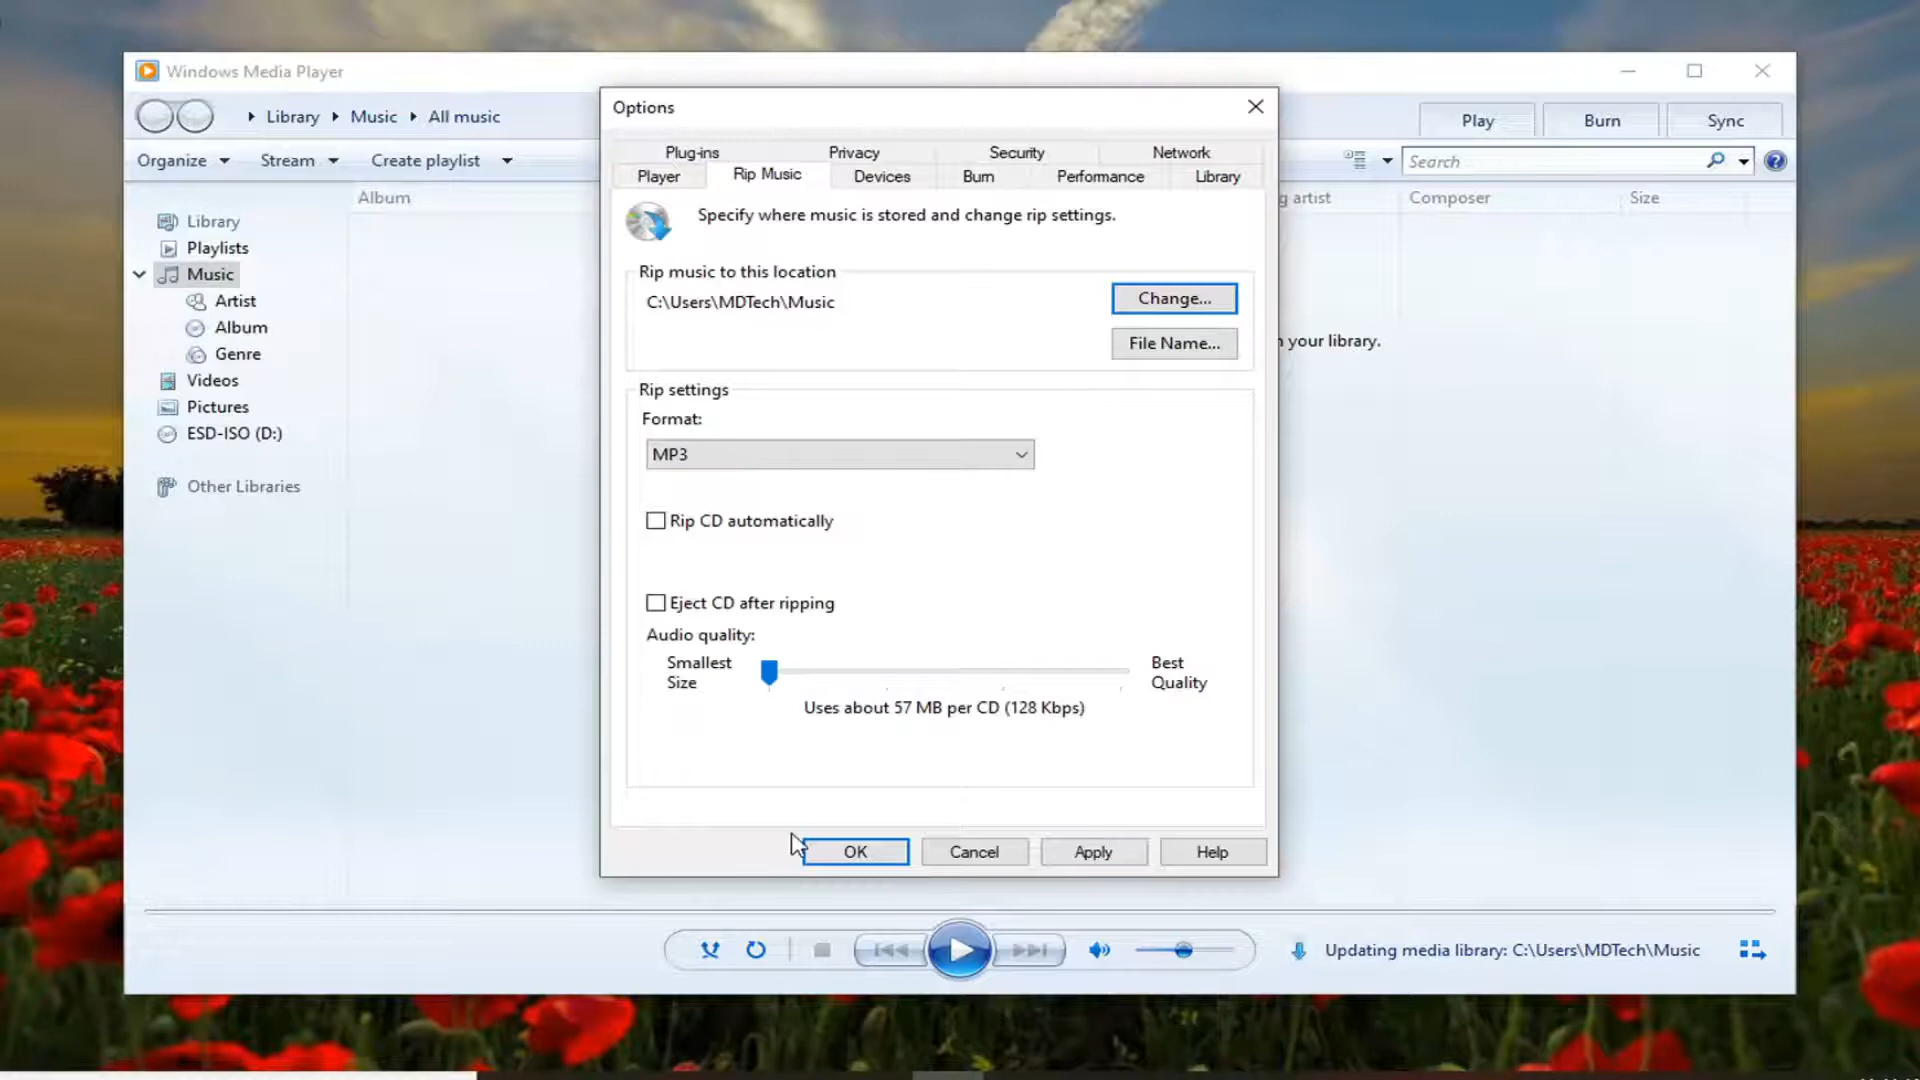 Windows Media Player
Library Music All music
Play Burn Sync
Organize Stream Create playlist
Search
Album
g artist Composer Size
Library
Playlists
Music
Artist
Album
Genre
Videos
Pictures
ESD-ISO (D:)
Other Libraries
your library.
Options
Plug-ins Privacy Security Network
Player Rip Music Devices Burn Performance Library
Specify where music is stored and change rip settings.
Rip music to this location
C:\Users\MDTech\Music
Change...
File Name...
Rip settings
Format:
MP3
Rip CD automatically
Eject CD after ripping
Audio quality:
Smallest Size
Best Quality
Uses about 57 MB per CD (128 Kbps)
OK Cancel Apply Help
Updating media library: C:\Users\MDTech\Music